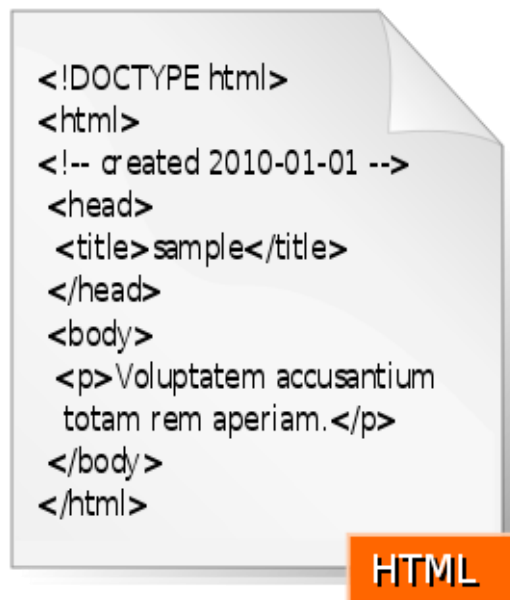 <!DOCTYPE html>
<html>
<!-- created 2010-01-01 -->
<head>
<title>sample</title>
</head>
<body>
<p>Voluptatem accusantium
totam rem aperiam.</p>
</body>
</html>
HTML